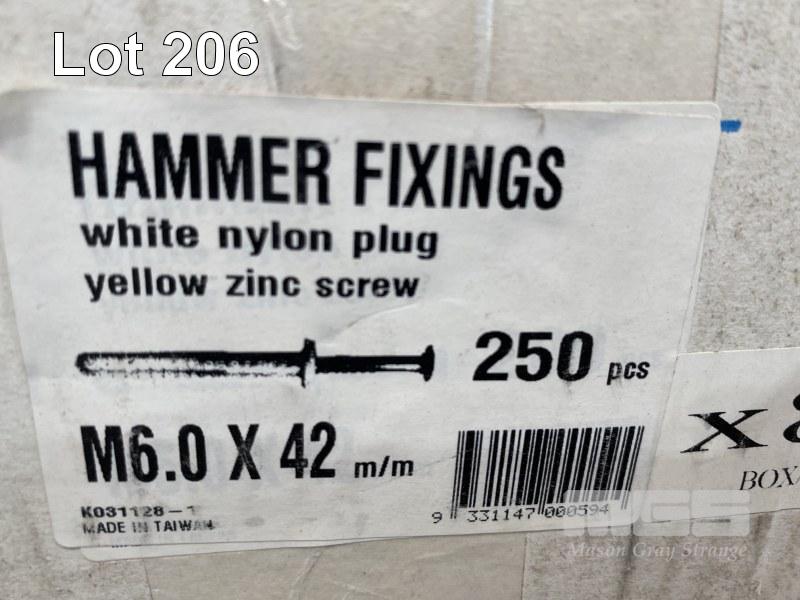 Lot 206
HAMMER FIXINGS
white nylon plug
yellow zinc screw
250 pcs
M6.0 X 42 m/m
K031128-1
MADE IN TAIWAN
9 331147 000594
x
BOX
MGS
Mason Gray Strange